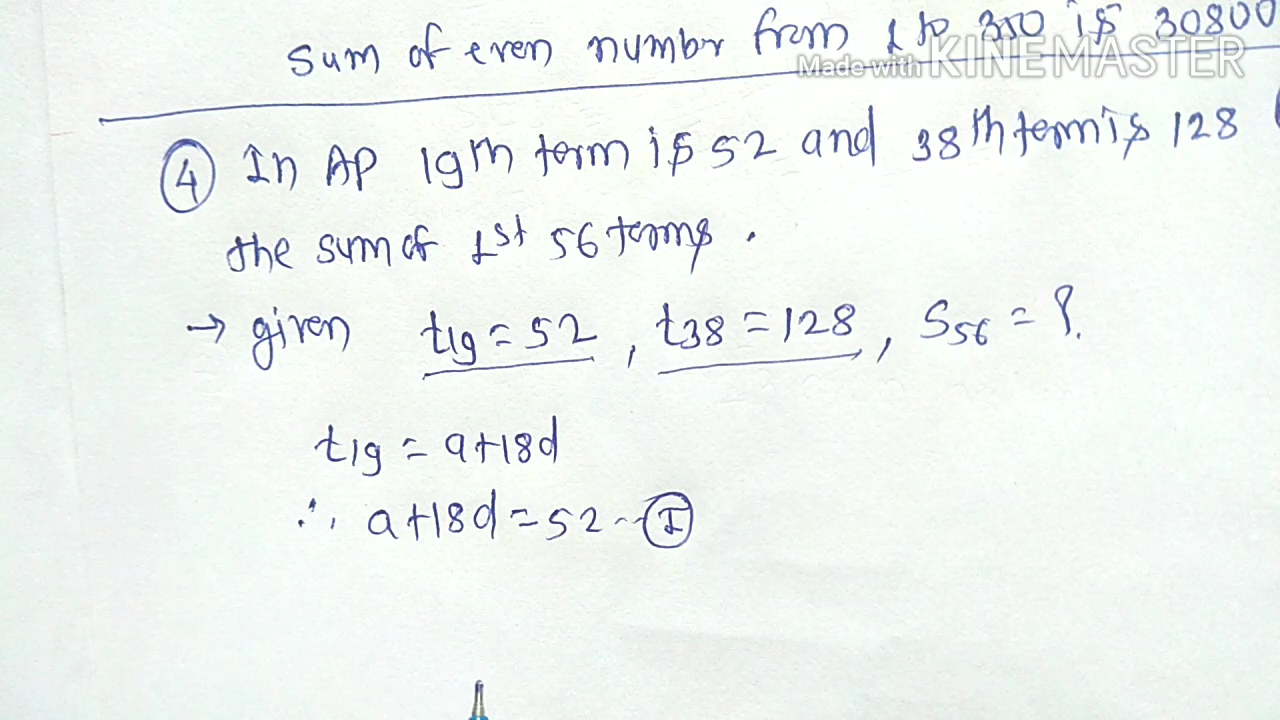 sum of even number from 1 to 350 is 30800
Made with KINEMASTER
④ In AP 19th term is 52 and 38th term is 128
the sum of 1st 56 terms.
→ given t19 = 52, t38 = 128, S56 = ?
t19 = a+18d
∴ a+18d = 52 -- Ⓘ